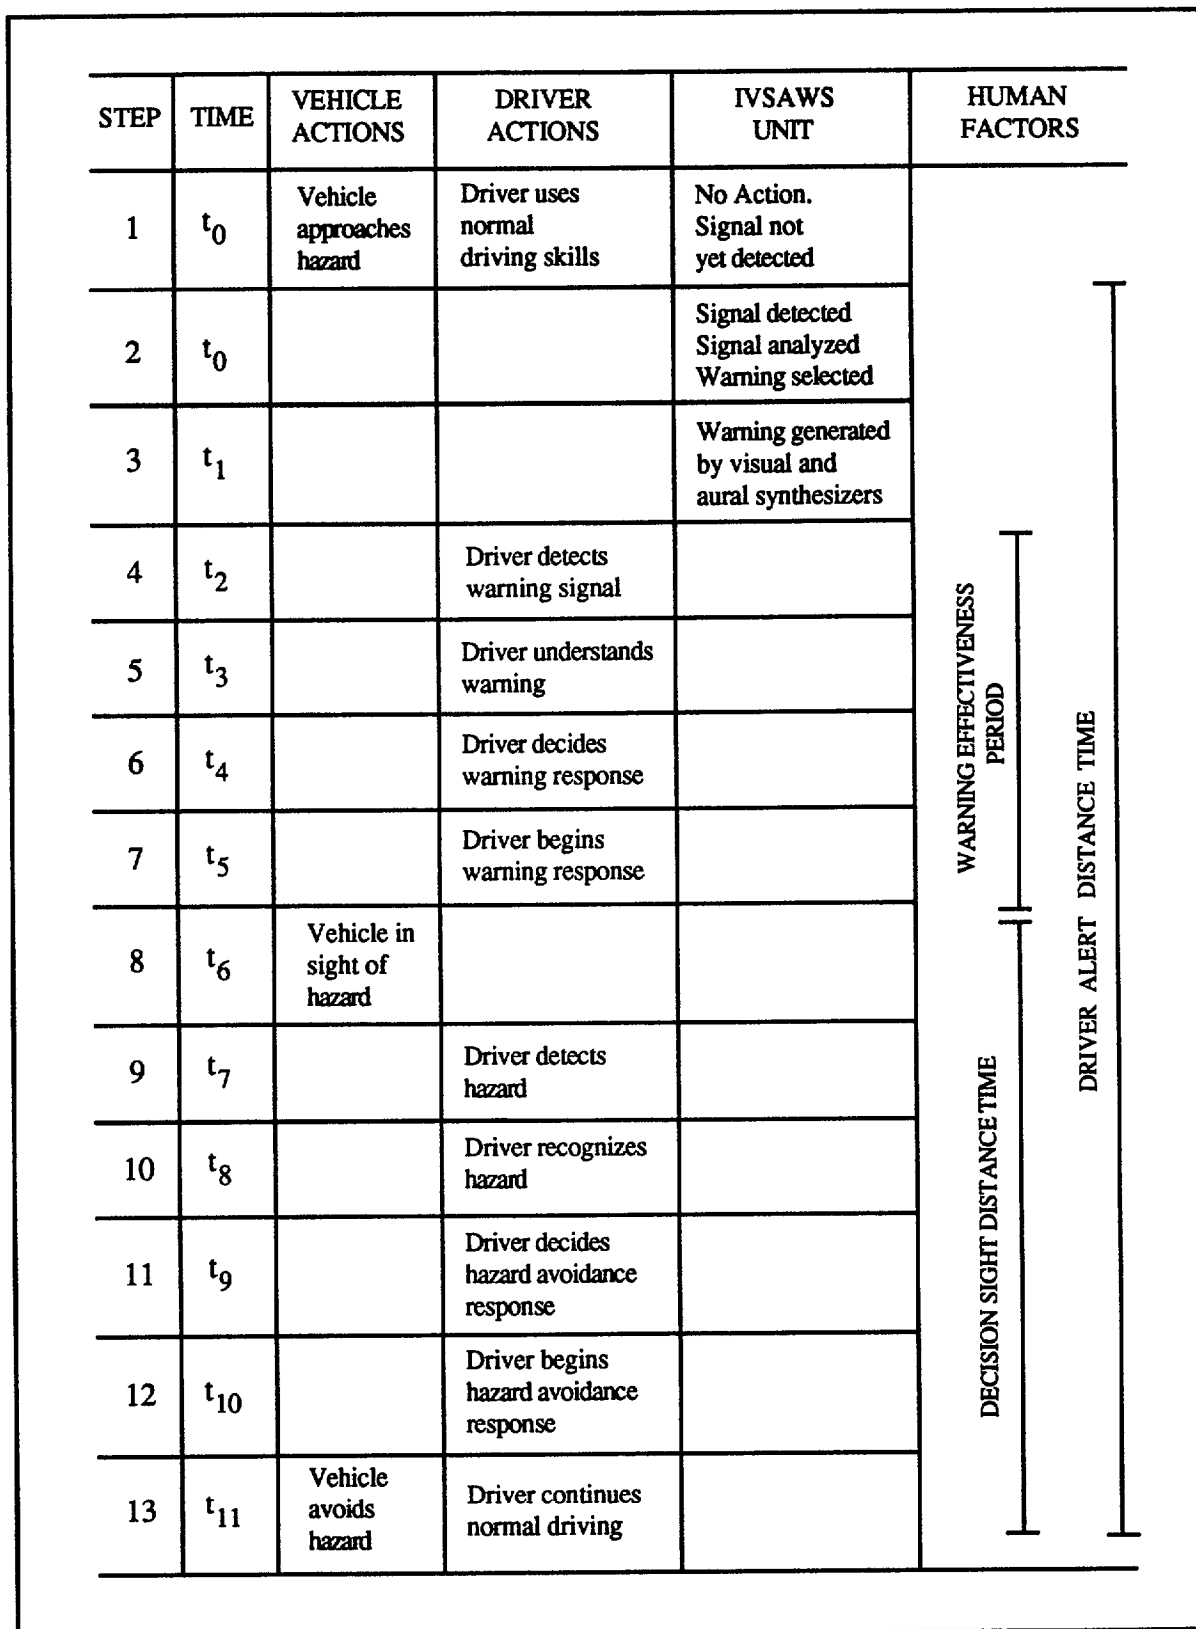 STEP
TIME
VEHICLE
ACTIONS
DRIVER
ACTIONS
IVSAWS
UNIT
HUMAN
FACTORS
1
t0
Vehicle
approaches
hazard
Driver uses
normal
driving skills
No Action.
Signal not
yet detected
2
t0
Signal detected
Signal analyzed
Warning selected
3
t1
Warning generated
by visual and
aural synthesizers
4
t2
Driver detects
warning signal
5
t3
Driver understands
warning
6
t4
Driver decides
warning response
7
t5
Driver begins
warning response
8
t6
Vehicle in
sight of
hazard
9
t7
Driver detects
hazard
10
t8
Driver recognizes
hazard
11
t9
Driver decides
hazard avoidance
response
12
t10
Driver begins
hazard avoidance
response
13
t11
Vehicle
avoids
hazard
Driver continues
normal driving
WARNING EFFECTIVENESS
PERIOD
DECISION SIGHT DISTANCE TIME
DRIVER ALERT DISTANCE TIME